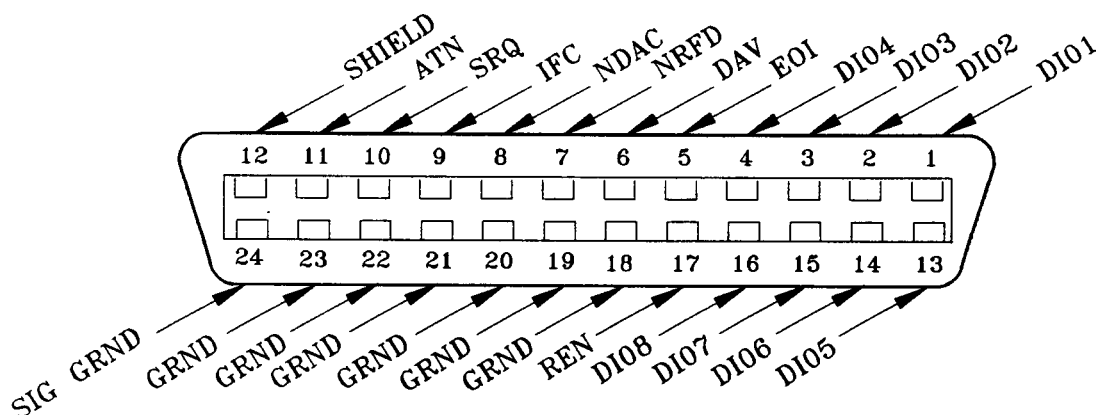 SHIELD
ATN
SRQ
IFC
NDAC
NRFD
DAV
EOI
DIO4
DIO3
DIO2
DIO1
12 11 10 9 8 7 6 5 4 3 2 1
24 23 22 21 20 19 18 17 16 15 14 13
SIG GRND
GRND
GRND
GRND
GRND
GRND
GRND
REN
DIO8
DIO7
DIO6
DIO5